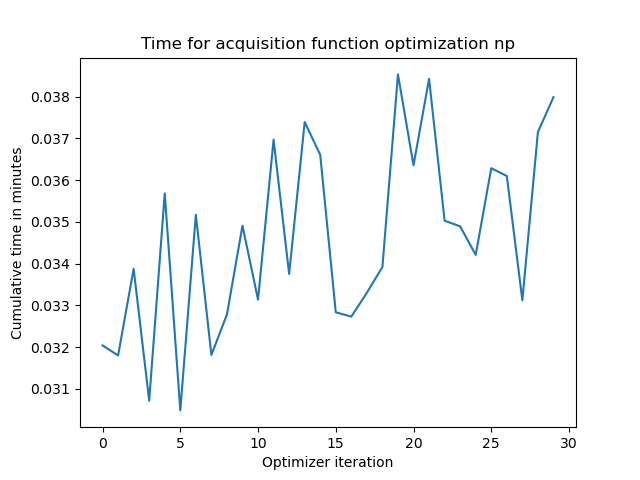 Time for acquisition function optimization np
0.038
0.037
0.036
0.035
0.034
0.033
0.032
0.031
Cumulative time in minutes
0 5 10 15 20 25 30
Optimizer iteration